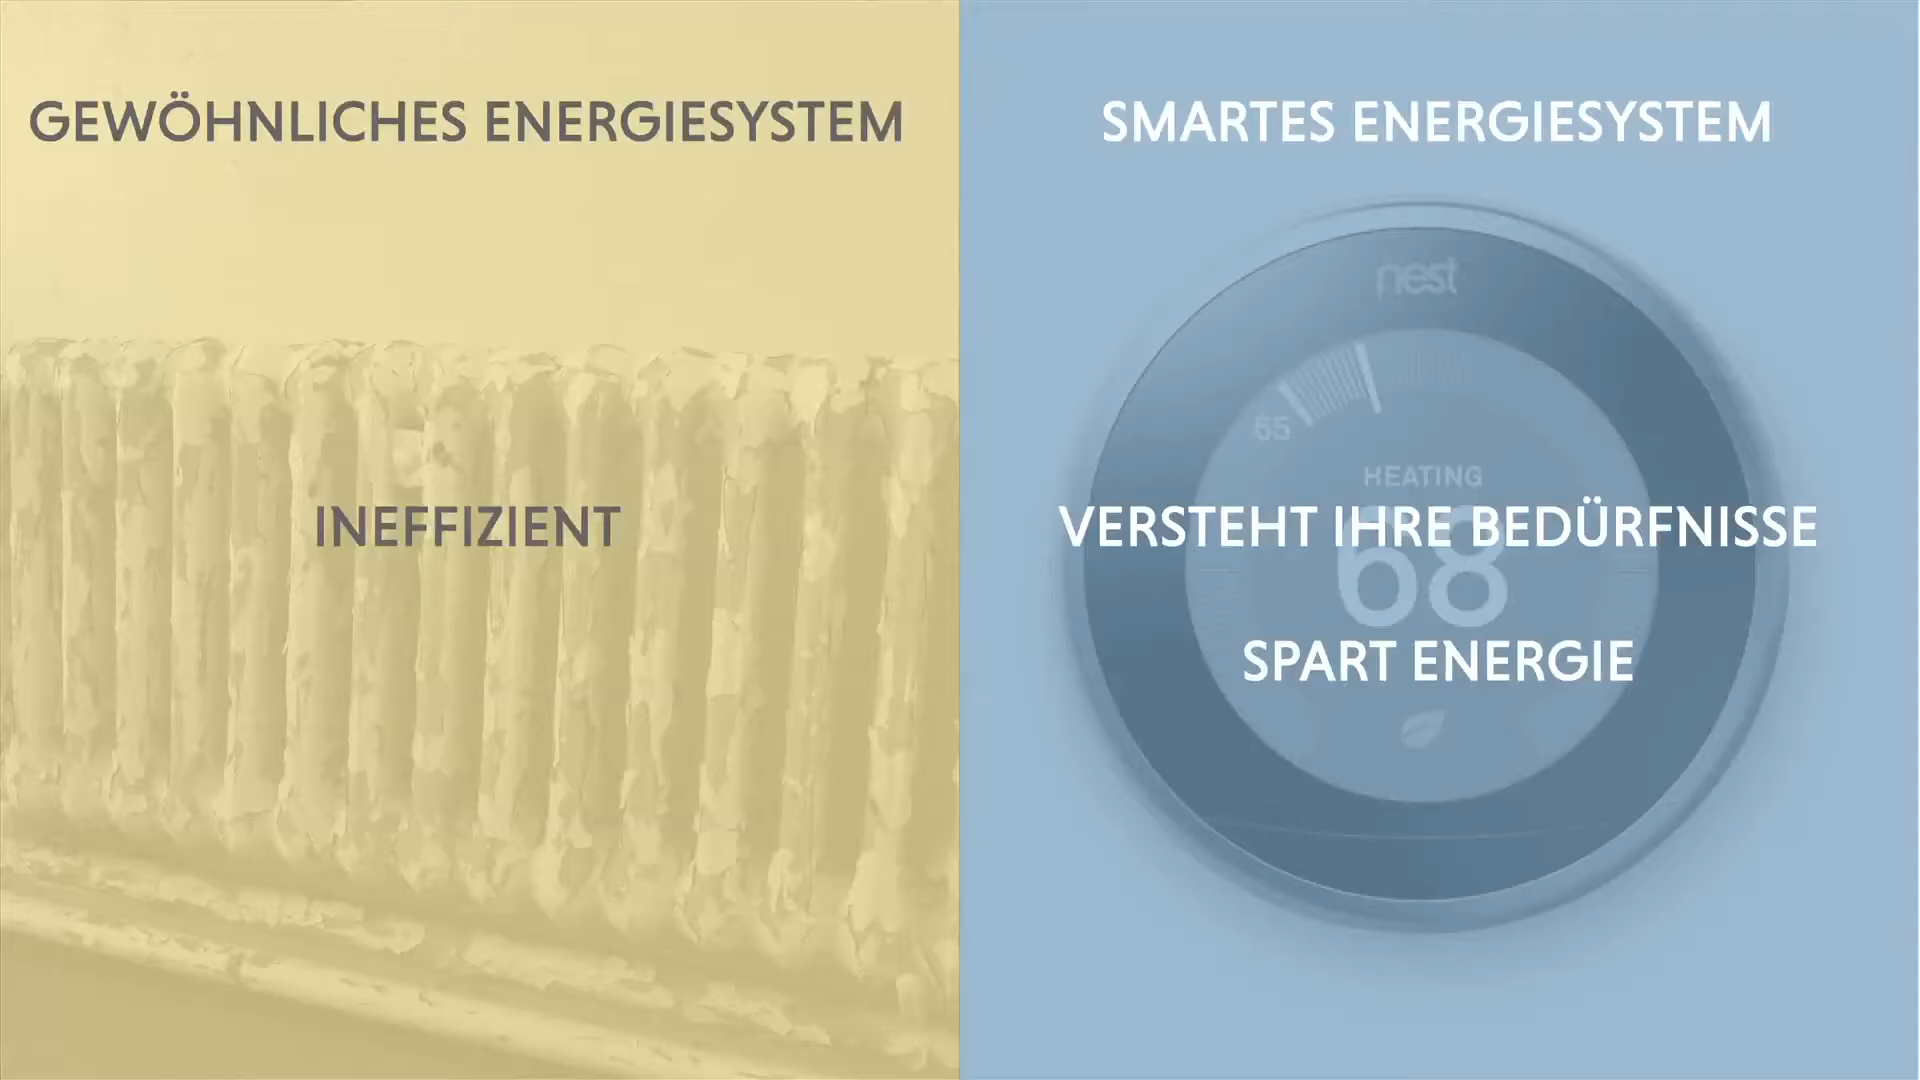 GEWÖHNLICHES ENERGIESYSTEM
INEFFIZIENT
SMARTES ENERGIESYSTEM
nest
65
HEATING
VERSTEHT IHRE BEDÜRFNISSE
68
SPART ENERGIE